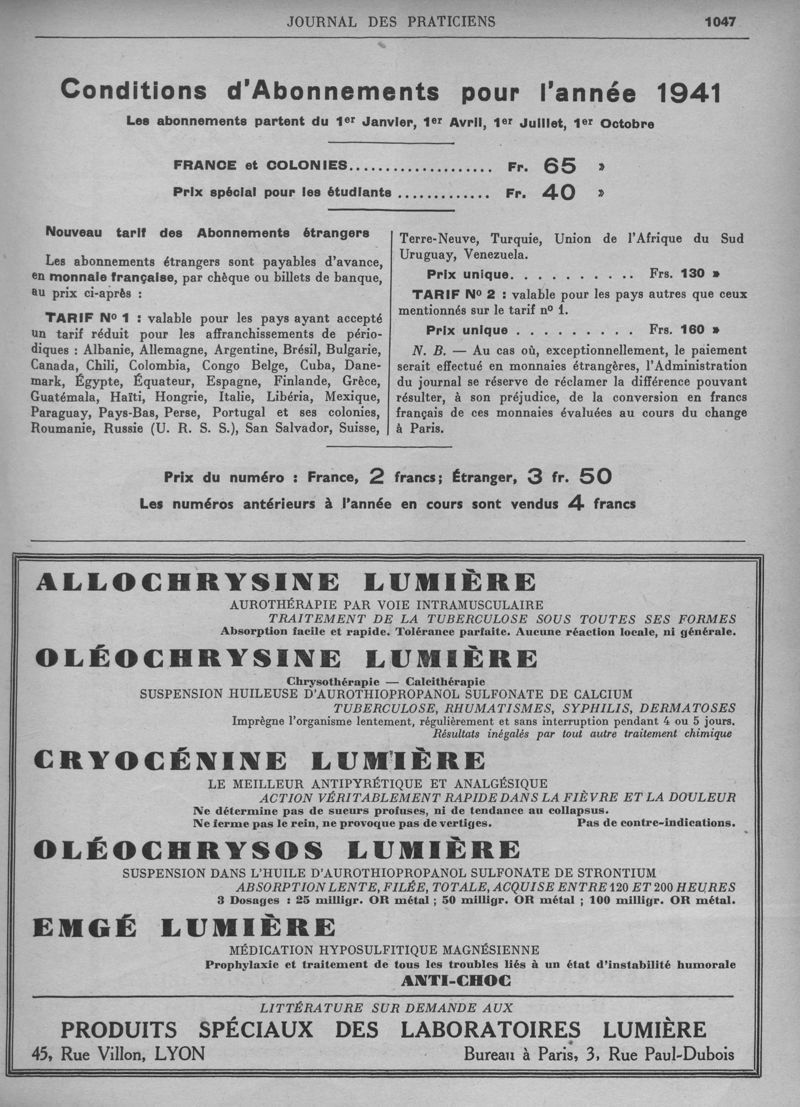 JOURNAL DES PRATICIENS
1047
Conditions d'Abonnements pour l'année 1941
Les abonnements partent du 1er Janvier, 1er Avril, 1er Juillet, 1er Octobre
FRANCE et COLONIES.................... Fr. 65 »
Prix spécial pour les étudiants ............. Fr. 40 »
Nouveau tarif des Abonnements étrangers
Les abonnements étrangers sont payables d'avance,
en monnaie française, par chèque ou billets de banque,
au prix ci-après :
TARIF No 1 : valable pour les pays ayant accepté
un tarif réduit pour les affranchissements de pério-
diques : Albanie, Allemagne, Argentine, Brésil, Bulgarie,
Canada, Chili, Colombia, Congo Belge, Cuba, Dane-
mark, Égypte, Équateur, Espagne, Finlande, Grèce,
Guatémala, Haïti, Hongrie, Italie, Libéria, Mexique,
Paraguay, Pays-Bas, Perse, Portugal et ses colonies,
Roumanie, Russie (U. R. S. S.), San Salvador, Suisse,
Terre-Neuve, Turquie, Union de l'Afrique du Sud
Uruguay, Venezuela.
Prix unique. . . . . . . . . . Frs. 130 »
TARIF No 2 : valable pour les pays autres que ceux
mentionnés sur le tarif no 1.
Prix unique . . . . . . . . . Frs. 160 »
N. B. — Au cas où, exceptionnellement, le paiement
serait effectué en monnaies étrangères, l'Administration
du journal se réserve de réclamer la différence pouvant
résulter, à son préjudice, de la conversion en francs
français de ces monnaies évaluées au cours du change
à Paris.
Prix du numéro : France, 2 francs; Étranger, 3 fr. 50
Les numéros antérieurs à l'année en cours sont vendus 4 francs
ALLOCHRYSINE LUMIÈRE
AUROTHÉRAPIE PAR VOIE INTRAMUSCULAIRE
TRAITEMENT DE LA TUBERCULOSE SOUS TOUTES SES FORMES
Absorption facile et rapide. Tolérance parfaite. Aucune réaction locale, ni générale.
OLÉOCHRYSINE LUMIÈRE
Chrysothérapie — Calcithérapie
SUSPENSION HUILEUSE D'AUROTHIOPROPANOL SULFONATE DE CALCIUM
TUBERCULOSE, RHUMATISMES, SYPHILIS, DERMATOSES
Imprègne l'organisme lentement, régulièrement et sans interruption pendant 4 ou 5 jours.
Résultats inégalés par tout autre traitement chimique
CRYOCÉNINE LUMIÈRE
LE MEILLEUR ANTIPYRÉTIQUE ET ANALGÉSIQUE
ACTION VÉRITABLEMENT RAPIDE DANS LA FIÈVRE ET LA DOULEUR
Ne détermine pas de sueurs profuses, ni de tendance au collapsus.
Ne ferme pas le rein, ne provoque pas de vertiges. Pas de contre-indications.
OLÉOCHRYSOS LUMIÈRE
SUSPENSION DANS L'HUILE D'AUROTHIOPROPANOL SULFONATE DE STRONTIUM
ABSORPTION LENTE, FILÉE, TOTALE, ACQUISE ENTRE 120 ET 200 HEURES
3 Dosages : 25 milligr. OR métal ; 50 milligr. OR métal ; 100 milligr. OR métal.
EMGÉ LUMIÈRE
MÉDICATION HYPOSULFITIQUE MAGNÉSIENNE
Prophylaxie et traitement de tous les troubles liés à un état d'instabilité humorale
ANTI-CHOC
LITTÉRATURE SUR DEMANDE AUX
PRODUITS SPÉCIAUX DES LABORATOIRES LUMIÈRE
45, Rue Villon, LYON Bureau à Paris, 3, Rue Paul-Dubois